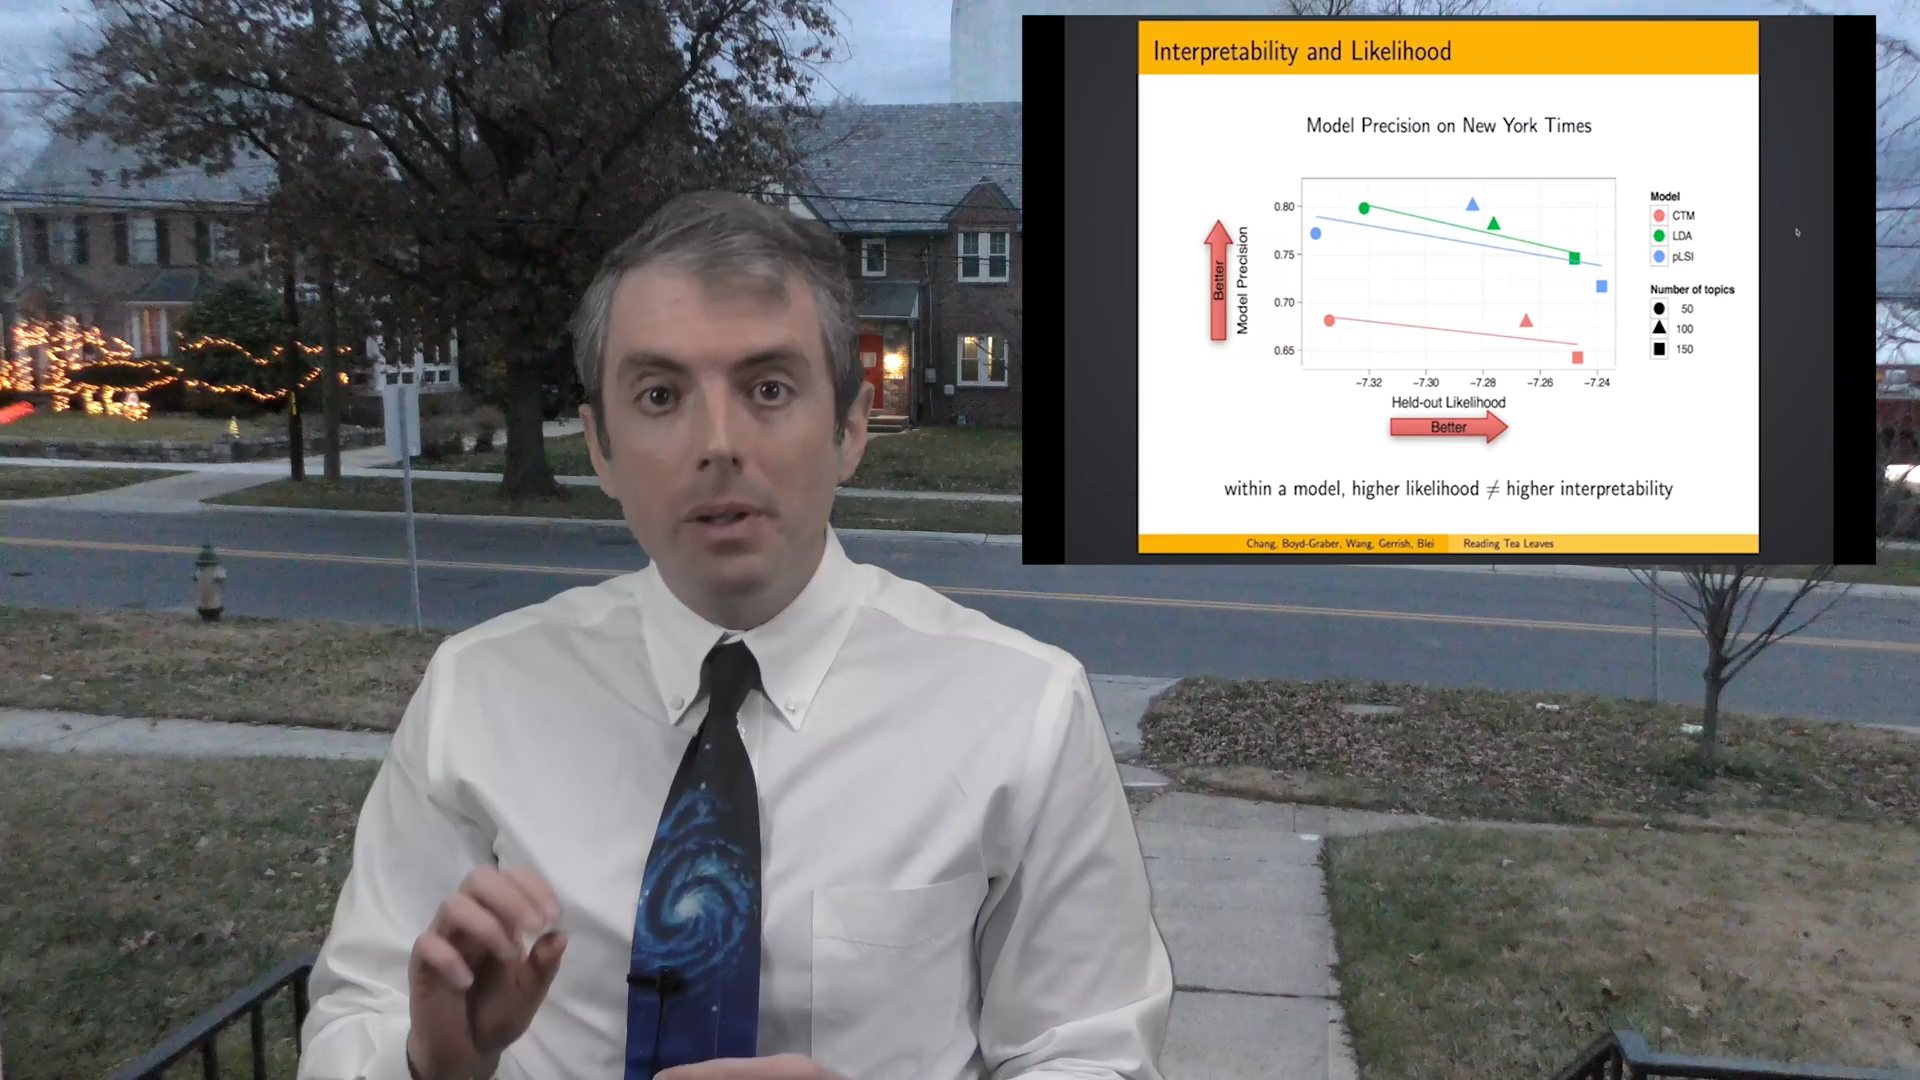 Interpretability and Likelihood
Model Precision on New York Times
Better
Model Precision
0.80
0.75
0.70
0.65
−7.32 −7.30 −7.28 −7.26 −7.24
Held-out Likelihood
Better
Model
CTM
LDA
pLSI
Number of topics
50
100
150
within a model, higher likelihood ≠ higher interpretability
Chang, Boyd-Graber, Wang, Gerrish, Blei Reading Tea Leaves